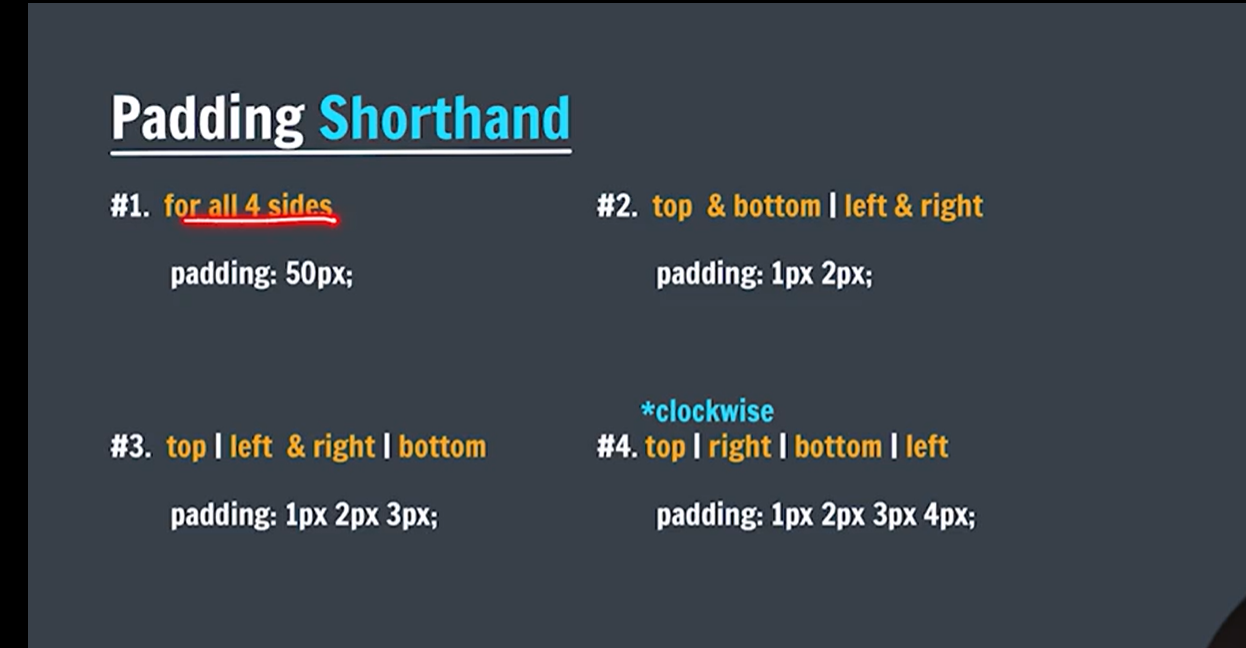 Padding Shorthand
#1. for all 4 sides
padding: 50px;
#2. top & bottom | left & right
padding: 1px 2px;
#3. top | left & right | bottom
padding: 1px 2px 3px;
*clockwise
#4. top | right | bottom | left
padding: 1px 2px 3px 4px;